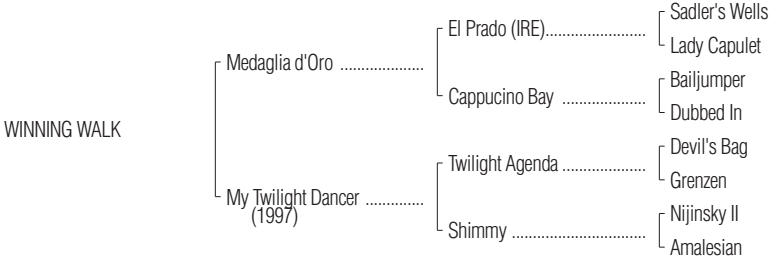 Sadler's Wells
El Prado (IRE).......................
Lady Capulet
Medaglia d'Oro ...................
Bailjumper
Cappucino Bay ...................
Dubbed In
WINNING WALK
Devil's Bag
Twilight Agenda ...................
Grenzen
My Twilight Dancer .............
(1997)
Nijinsky II
Shimmy ..............................
Amalesian